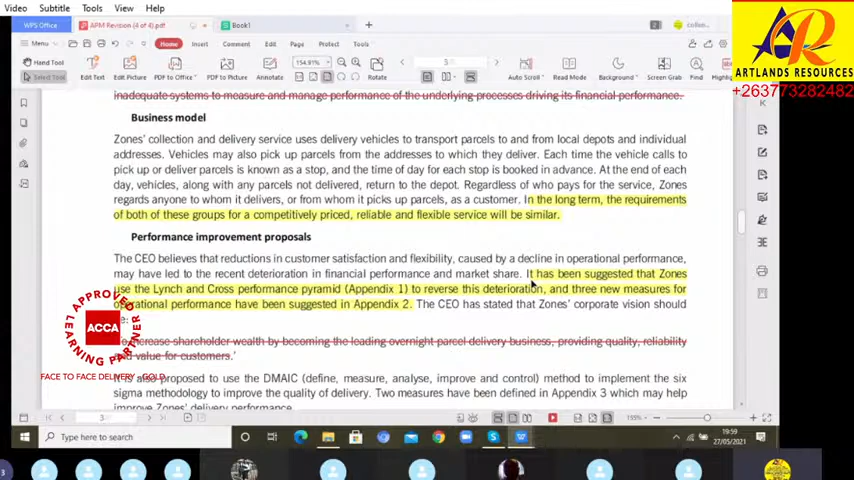 Video Subtitle Tools View Help
WPS Office
APM Revision (4 of 4).pdf
Book1
Menu
Home Insert Comment Edit Page Protect Tools
Hand Tool
Select Tool
Edit Text Edit Picture PDF to Office PDF to Picture Annotate
154.91%
Rotate
3
Auto Scroll Read Mode Background Screen Grab Find Highlig
ARTLANDS RESOURCES
+263773282482
inadequate systems to measure and manage performance of the underlying processes driving its financial performance.
Business model
Zones' collection and delivery service uses delivery vehicles to transport parcels to and from local depots and individual
addresses. Vehicles may also pick up parcels from the addresses to which they deliver. Each time the vehicle calls to
pick up or deliver parcels is known as a stop, and the time of day for each stop is booked in advance. At the end of each
day, vehicles, along with any parcels not delivered, return to the depot. Regardless of who pays for the service, Zones
regards anyone to whom it delivers, or from whom it picks up parcels, as a customer. In the long term, the requirements
of both of these groups for a competitively priced, reliable and flexible service will be similar.
Performance improvement proposals
The CEO believes that reductions in customer satisfaction and flexibility, caused by a decline in operational performance,
may have led to the recent deterioration in financial performance and market share. It has been suggested that Zones
use the Lynch and Cross performance pyramid (Appendix 1) to reverse this deterioration, and three new measures for
operational performance have been suggested in Appendix 2. The CEO has stated that Zones' corporate vision should
increase shareholder wealth by becoming the leading overnight parcel delivery business, providing quality, reliability
and value for customers.'
It is also proposed to use the DMAIC (define, measure, analyse, improve and control) method to implement the six
sigma methodology to improve the quality of delivery. Two measures have been defined in Appendix 3 which may help
improve Zones' delivery performance.
APPROVED
ACCA
LEARNING PARTNER
FACE TO FACE DELIVERY - GOLD
3
155%
Type here to search
19:59
27/05/2021
3